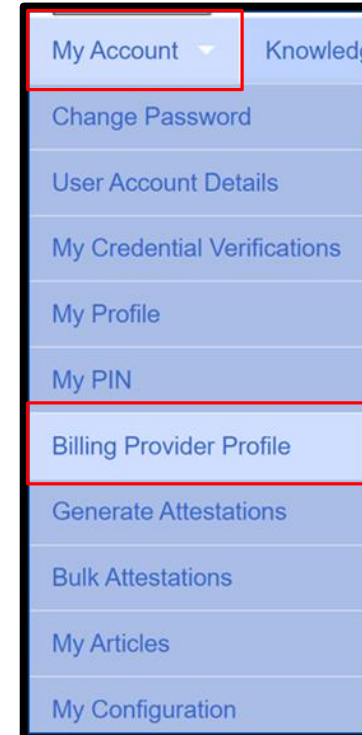 My Account
Change Password
User Account Details
My Credential Verifications
My Profile
My PIN
Billing Provider Profile
Generate Attestations
Bulk Attestations
My Articles
My Configuration